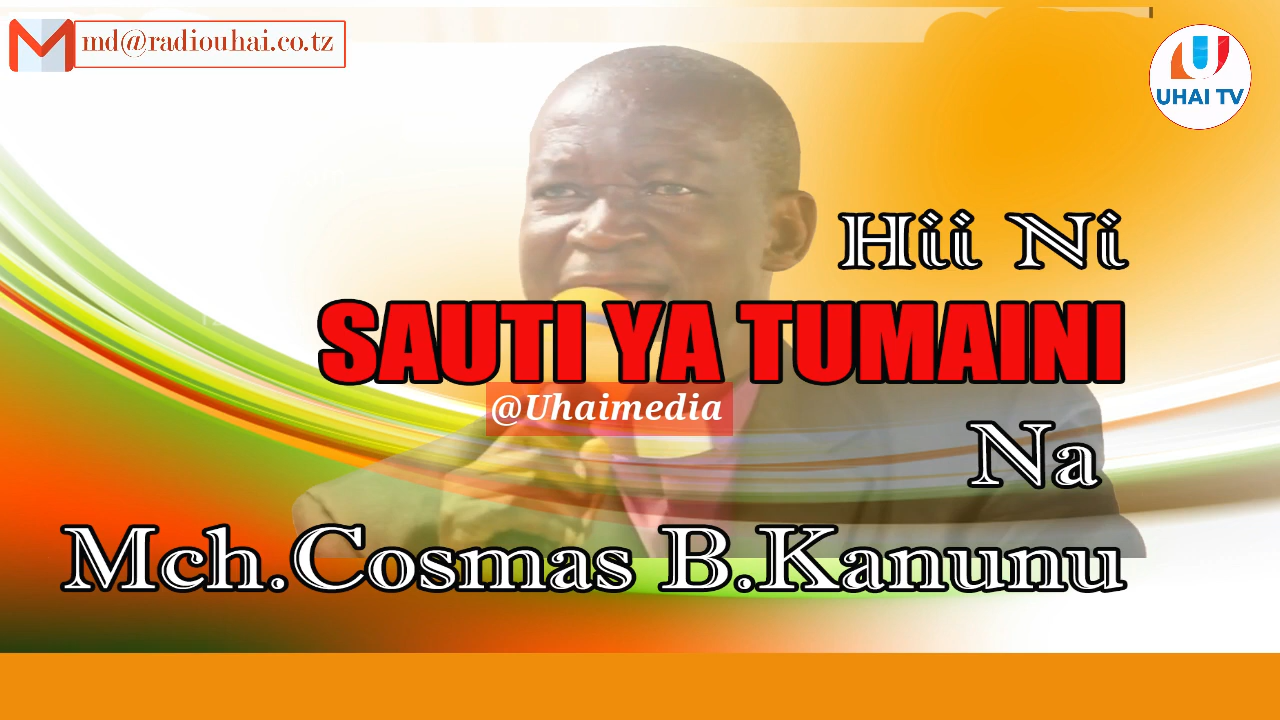 md@radiouhai.co.tz
UHAI TV
Hii Ni
SAUTI YA TUMAINI
@Uhaimedia
Na
Mch.Cosmas B.Kanunu